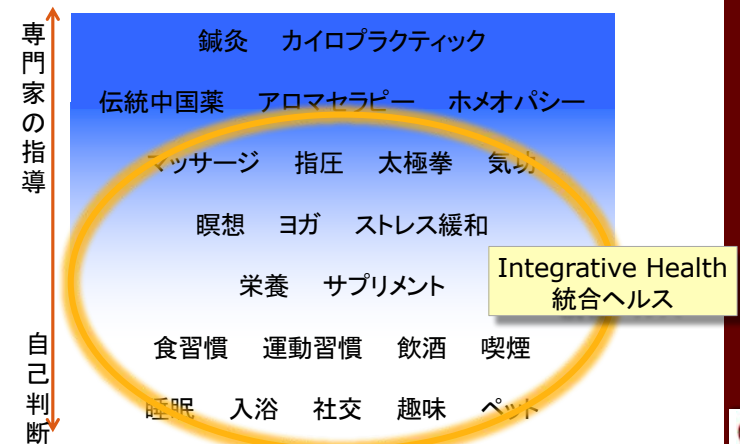 専門家の指導
鍼灸 カイロプラクティック
伝統中国薬 アロマセラピー ホメオパシー
マッサージ 指圧 太極拳 気功
瞑想 ヨガ ストレス緩和
栄養 サプリメント
Integrative Health
統合ヘルス
食習慣 運動習慣 飲酒 喫煙
睡眠 入浴 社交 趣味 ペット
自己判断